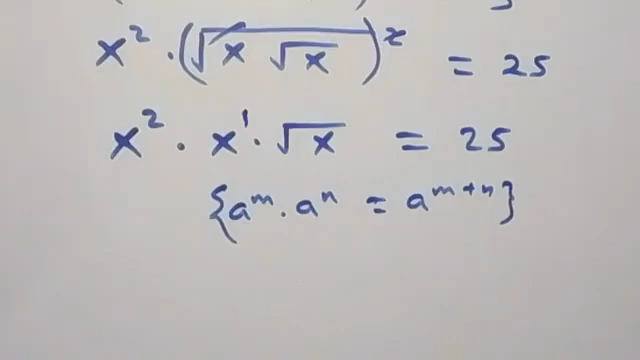 x² · (√(x √x))² = 25
x² · x¹ · √x = 25
{aᵐ · aⁿ = aᵐ⁺ⁿ}